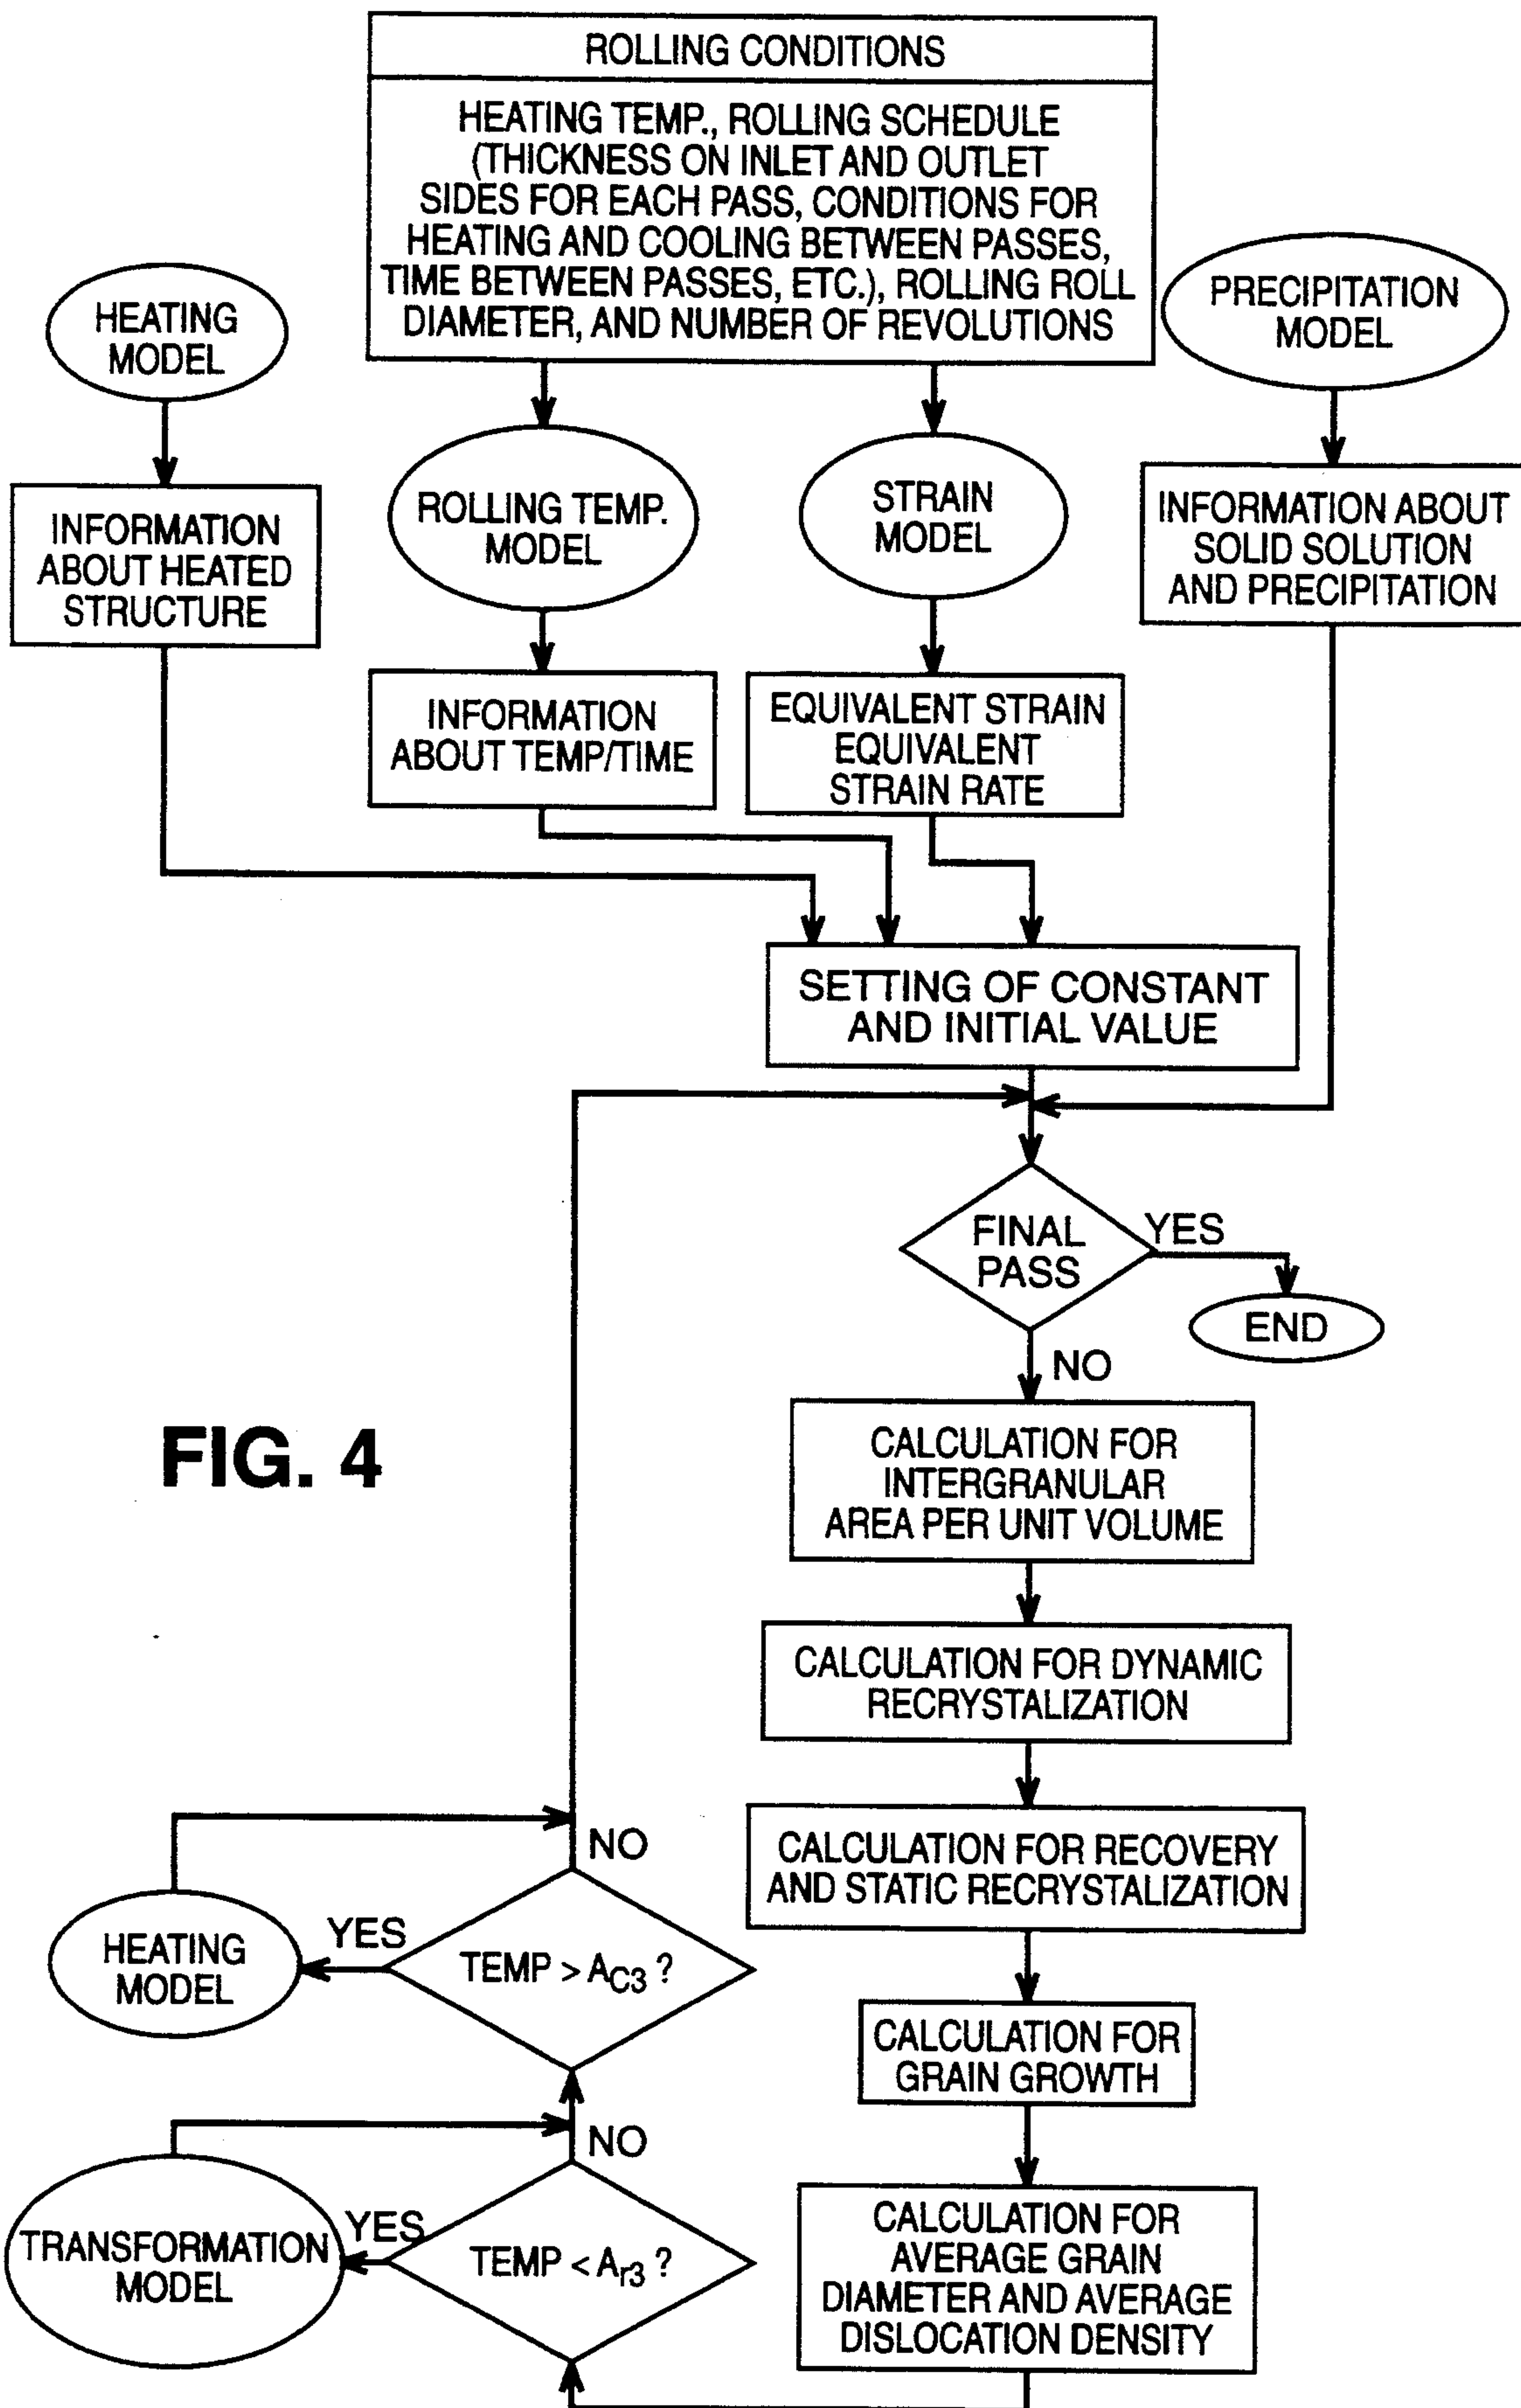 ROLLING CONDITIONS
HEATING TEMP., ROLLING SCHEDULE
(THICKNESS ON INLET AND OUTLET
SIDES FOR EACH PASS, CONDITIONS FOR
HEATING AND COOLING BETWEEN PASSES,
TIME BETWEEN PASSES, ETC.), ROLLING ROLL
DIAMETER, AND NUMBER OF REVOLUTIONS
HEATING
MODEL
PRECIPITATION
MODEL
INFORMATION
ABOUT HEATED
STRUCTURE
ROLLING TEMP.
MODEL
STRAIN
MODEL
INFORMATION ABOUT
SOLID SOLUTION
AND PRECIPITATION
INFORMATION
ABOUT TEMP/TIME
EQUIVALENT STRAIN
EQUIVALENT
STRAIN RATE
SETTING OF CONSTANT
AND INITIAL VALUE
FINAL
PASS
YES
END
NO
FIG. 4
CALCULATION FOR
INTERGRANULAR
AREA PER UNIT VOLUME
CALCULATION FOR DYNAMIC
RECRYSTALIZATION
CALCULATION FOR RECOVERY
AND STATIC RECRYSTALIZATION
CALCULATION FOR
GRAIN GROWTH
CALCULATION FOR
AVERAGE GRAIN
DIAMETER AND AVERAGE
DISLOCATION DENSITY
NO
HEATING
MODEL
YES
TEMP > AC3 ?
NO
TRANSFORMATION
MODEL
YES
TEMP < Ar3 ?